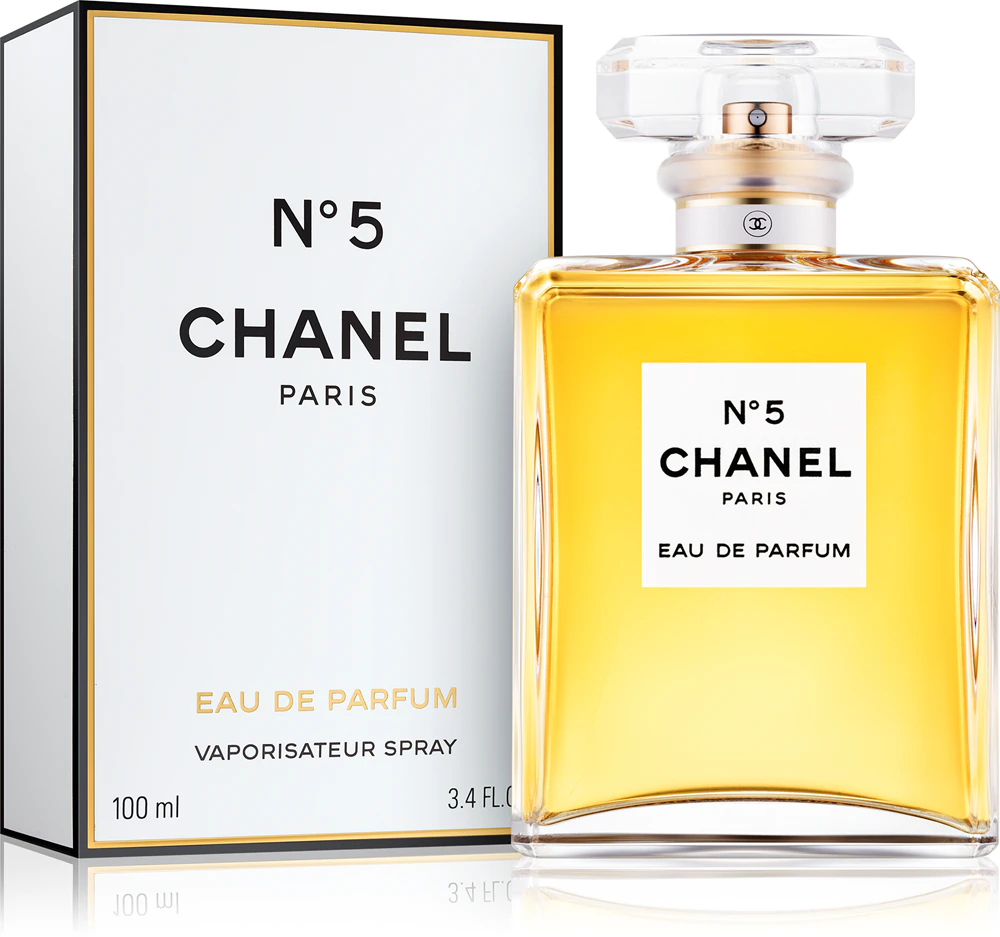 N°5
CHANEL
PARIS
EAU DE PARFUM
VAPORISATEUR SPRAY
100 ml
3.4 FL.
N°5
CHANEL
PARIS
EAU DE PARFUM